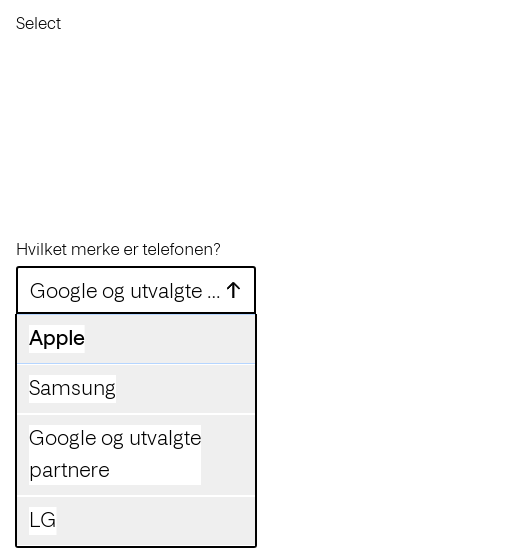 Select
Hvilket merke er telefonen?
Google og utvalgte ...
Apple
Samsung
Google og utvalgte
partnere
LG